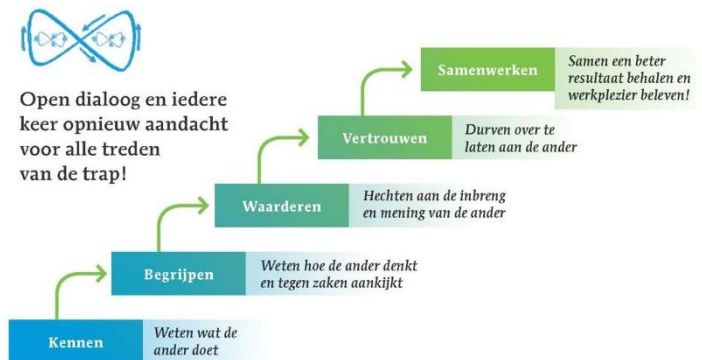 Open dialoog en iedere
keer opnieuw aandacht
voor alle treden
van de trap!
Samenwerken
Samen een beter
resultaat behalen en
werkplezier beleven!
Vertrouwen
Durven over te
laten aan de ander
Waarderen
Hechten aan de inbreng
en mening van de ander
Begrijpen
Weten hoe de ander denkt
en tegen zaken aankijkt
Kennen
Weten wat de
ander doet